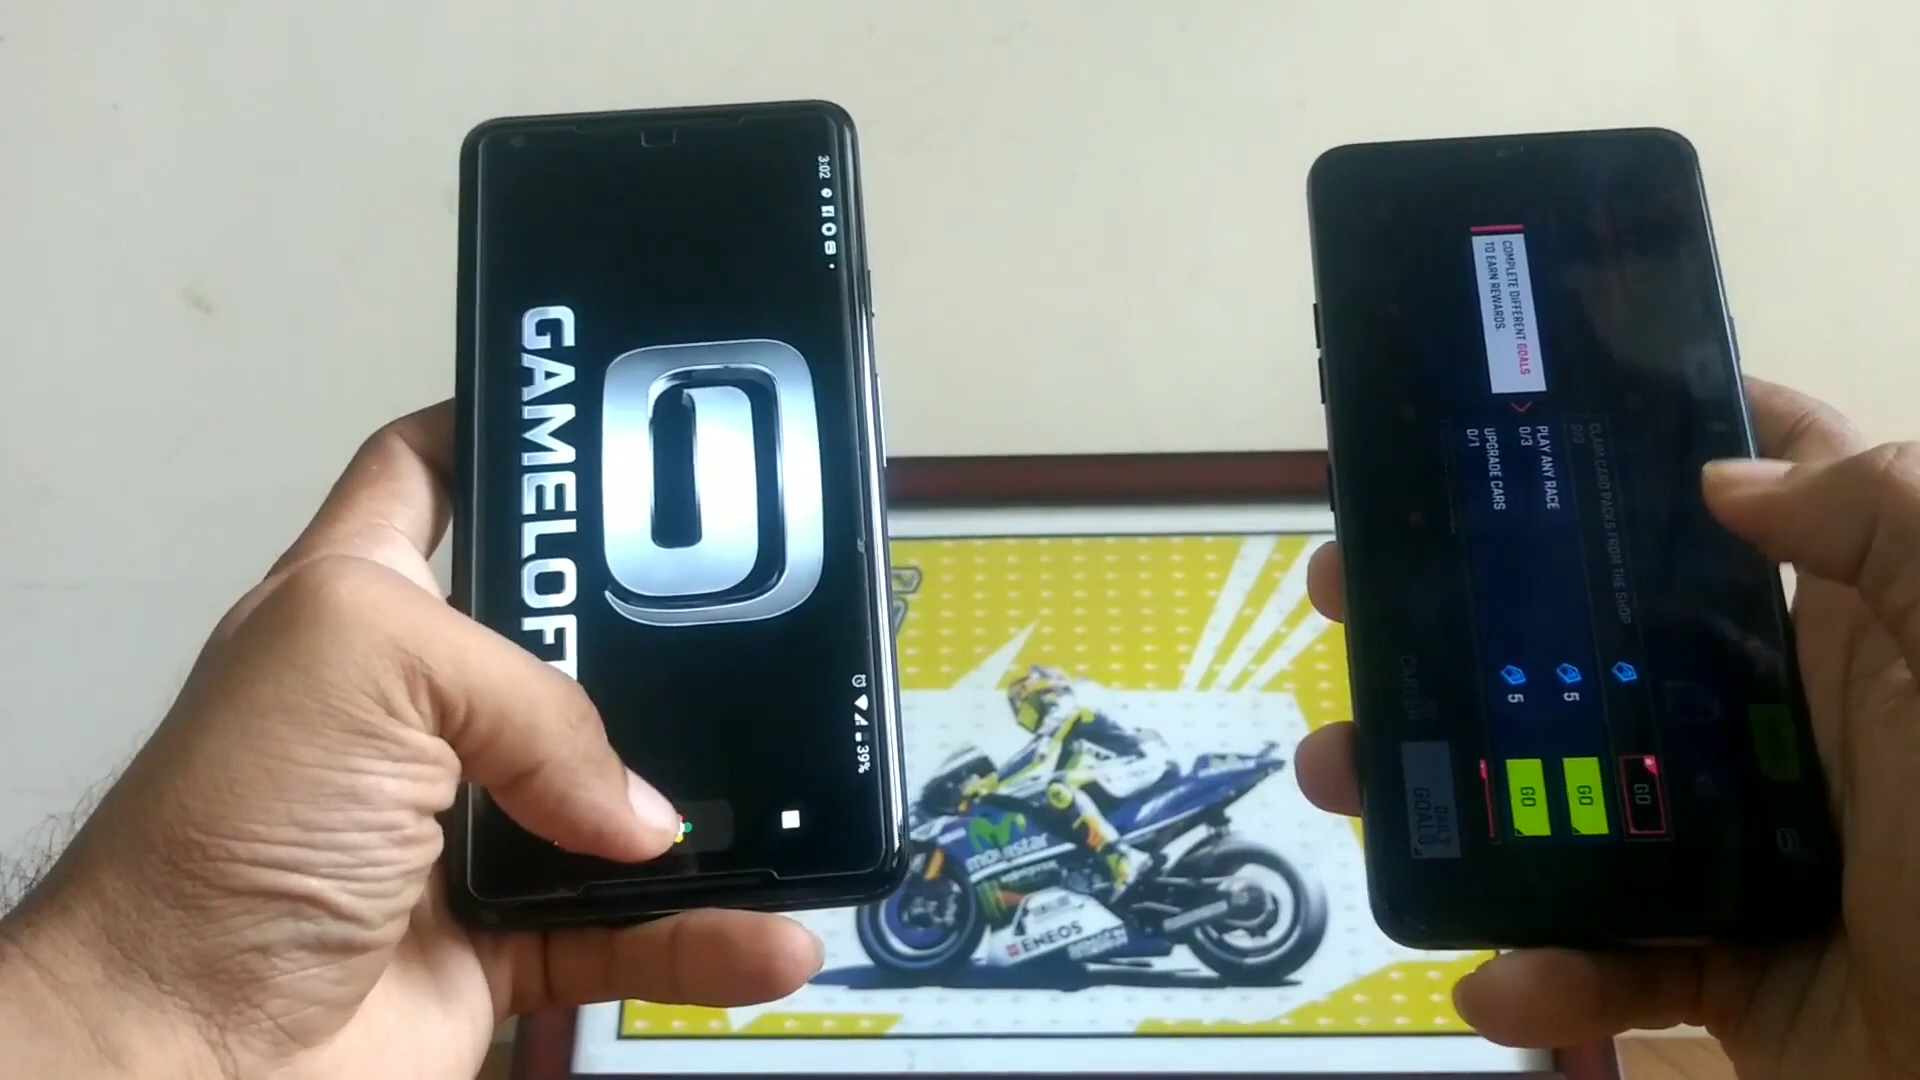 3:02
39%
GAMELOFT
COMPLETE DIFFERENT GOALS
TO EARN REWARDS.
CLAIM CARD PACKS FROM THE SHOP
GO
PLAY ANY RACE
0/3
5
GO
UPGRADE CARS
0/1
5
GO
CAREER
DAILY
GOALS
movistar
ENEOS